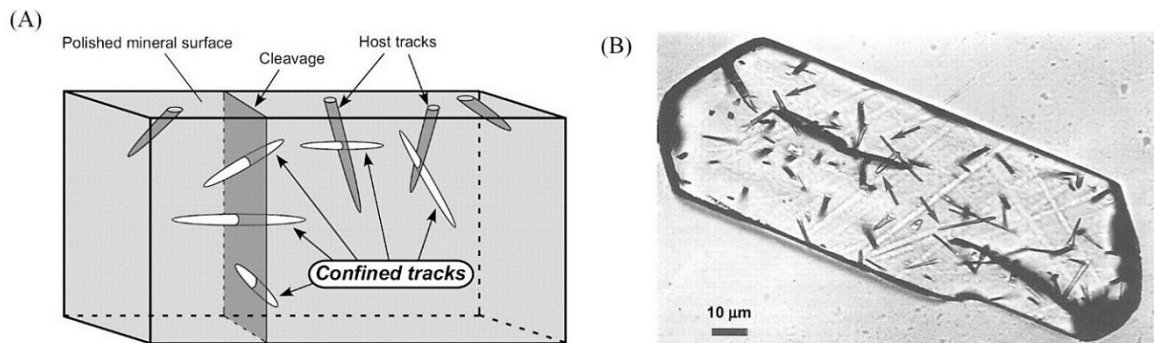 (A)
Polished mineral surface
Cleavage
Host tracks
Confined tracks
(B)
10 μm